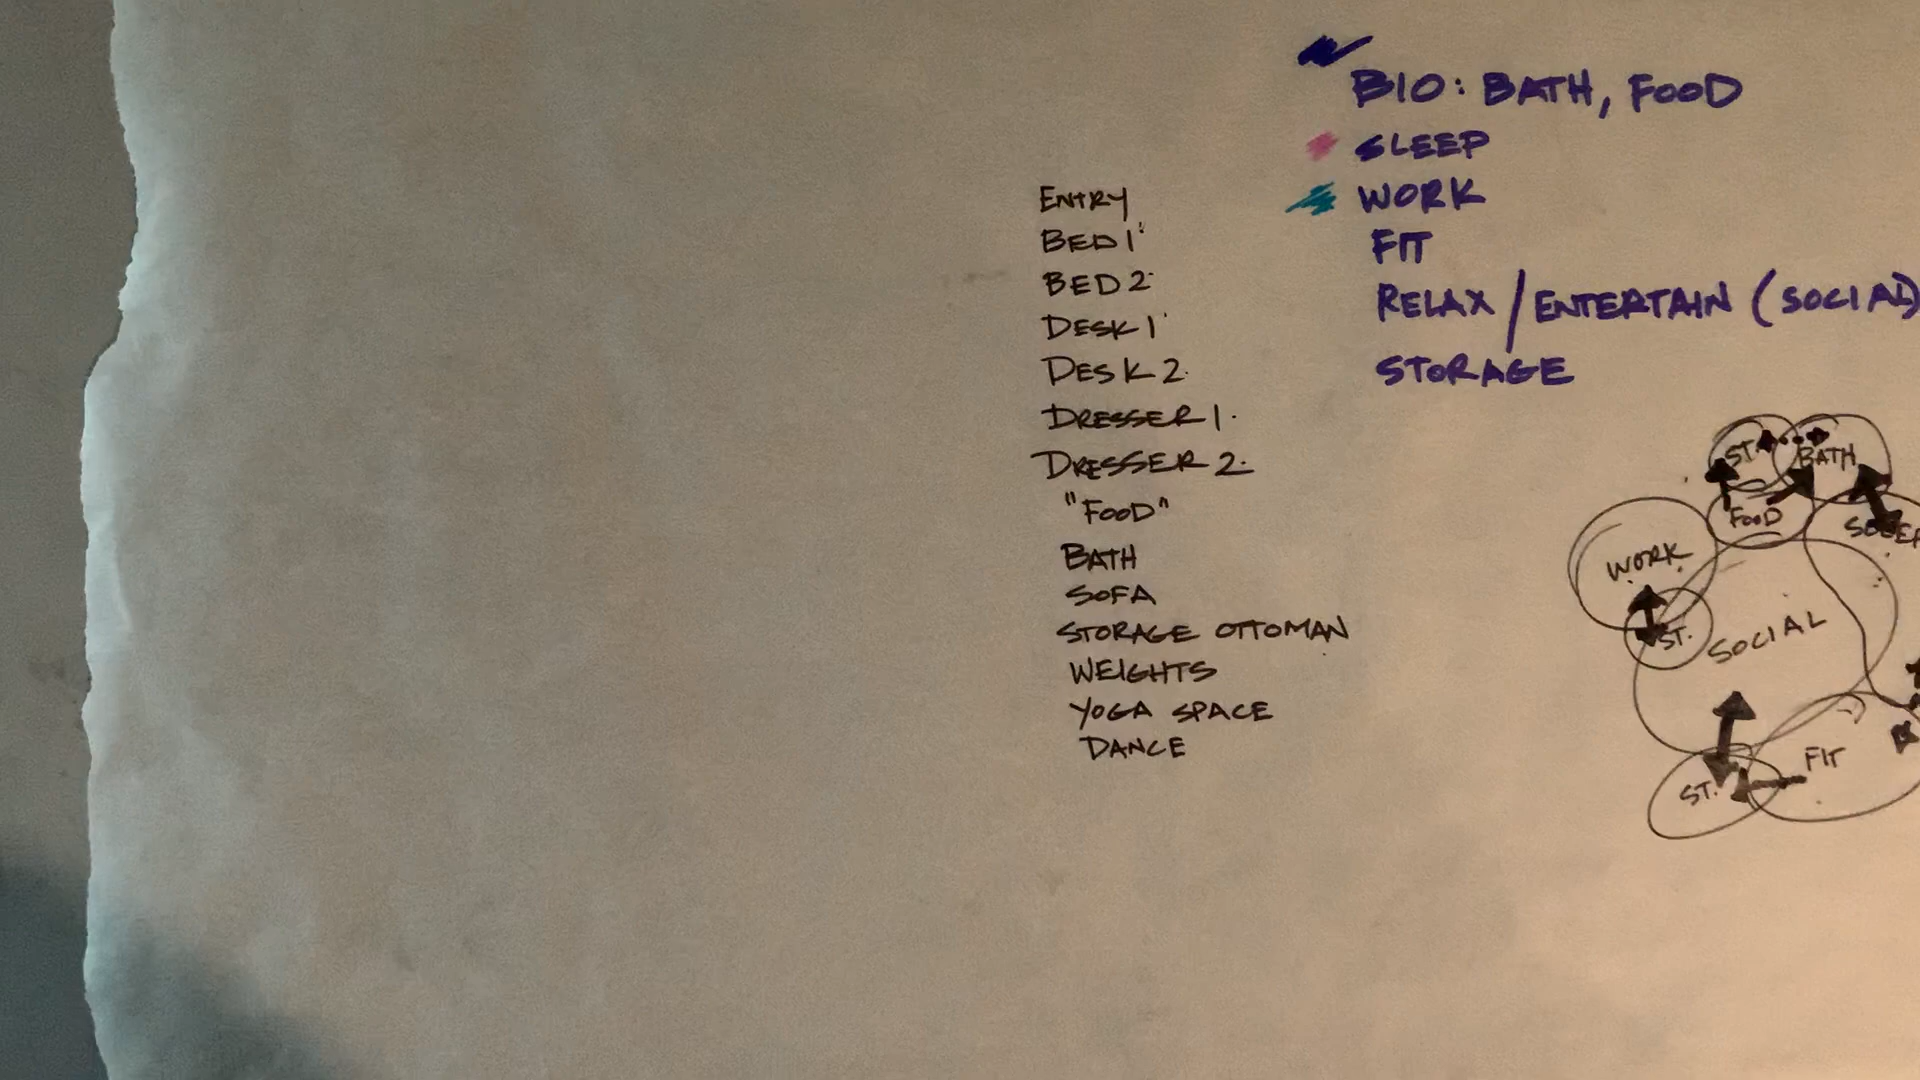 BIO: BATH, FOOD
SLEEP
WORK
FIT
RELAX / ENTERTAIN (SOCIAL)
STORAGE
ENTRY
BED 1
BED 2
DESK 1
DESK 2
DRESSER 1
DRESSER 2
"FOOD"
BATH
SOFA
STORAGE OTTOMAN
WEIGHTS
YOGA SPACE
DANCE
ST.
BATH
FOOD
WORK
ST.
SOCIAL
FIT
ST.